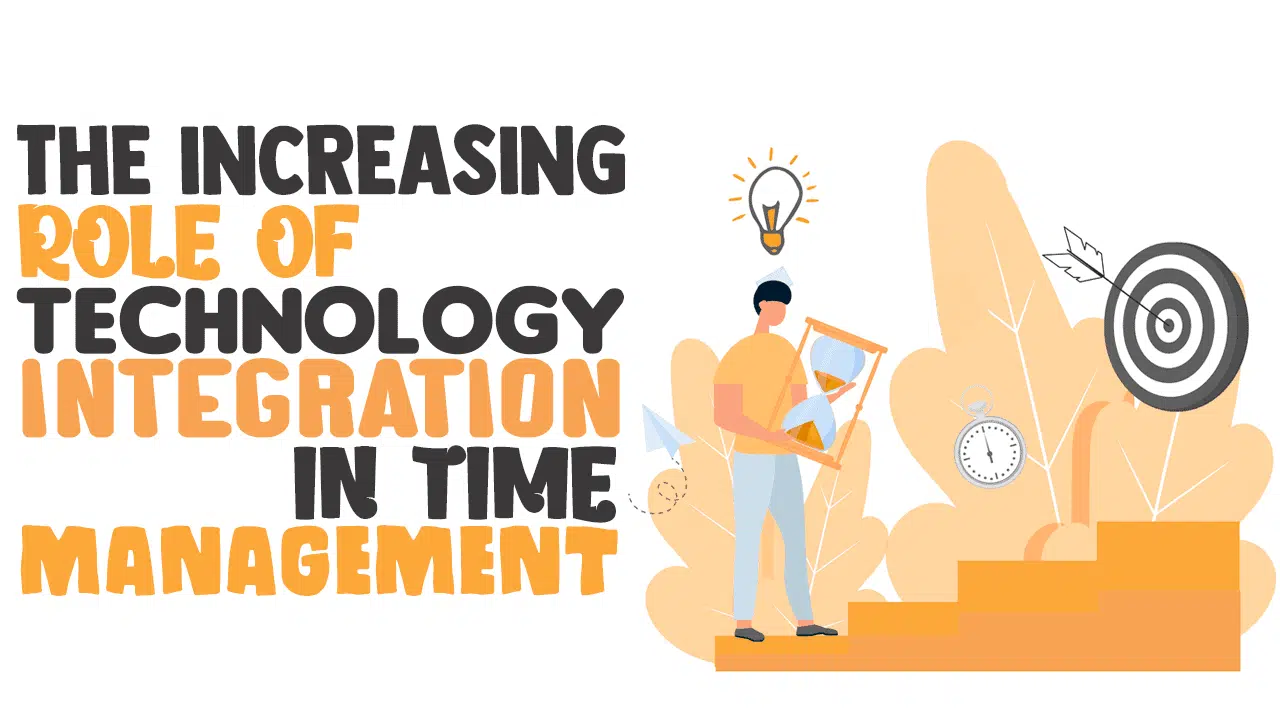 THE INCREASING
ROLE OF
TECHNOLOGY
INTEGRATION
IN TIME
MANAGEMENT